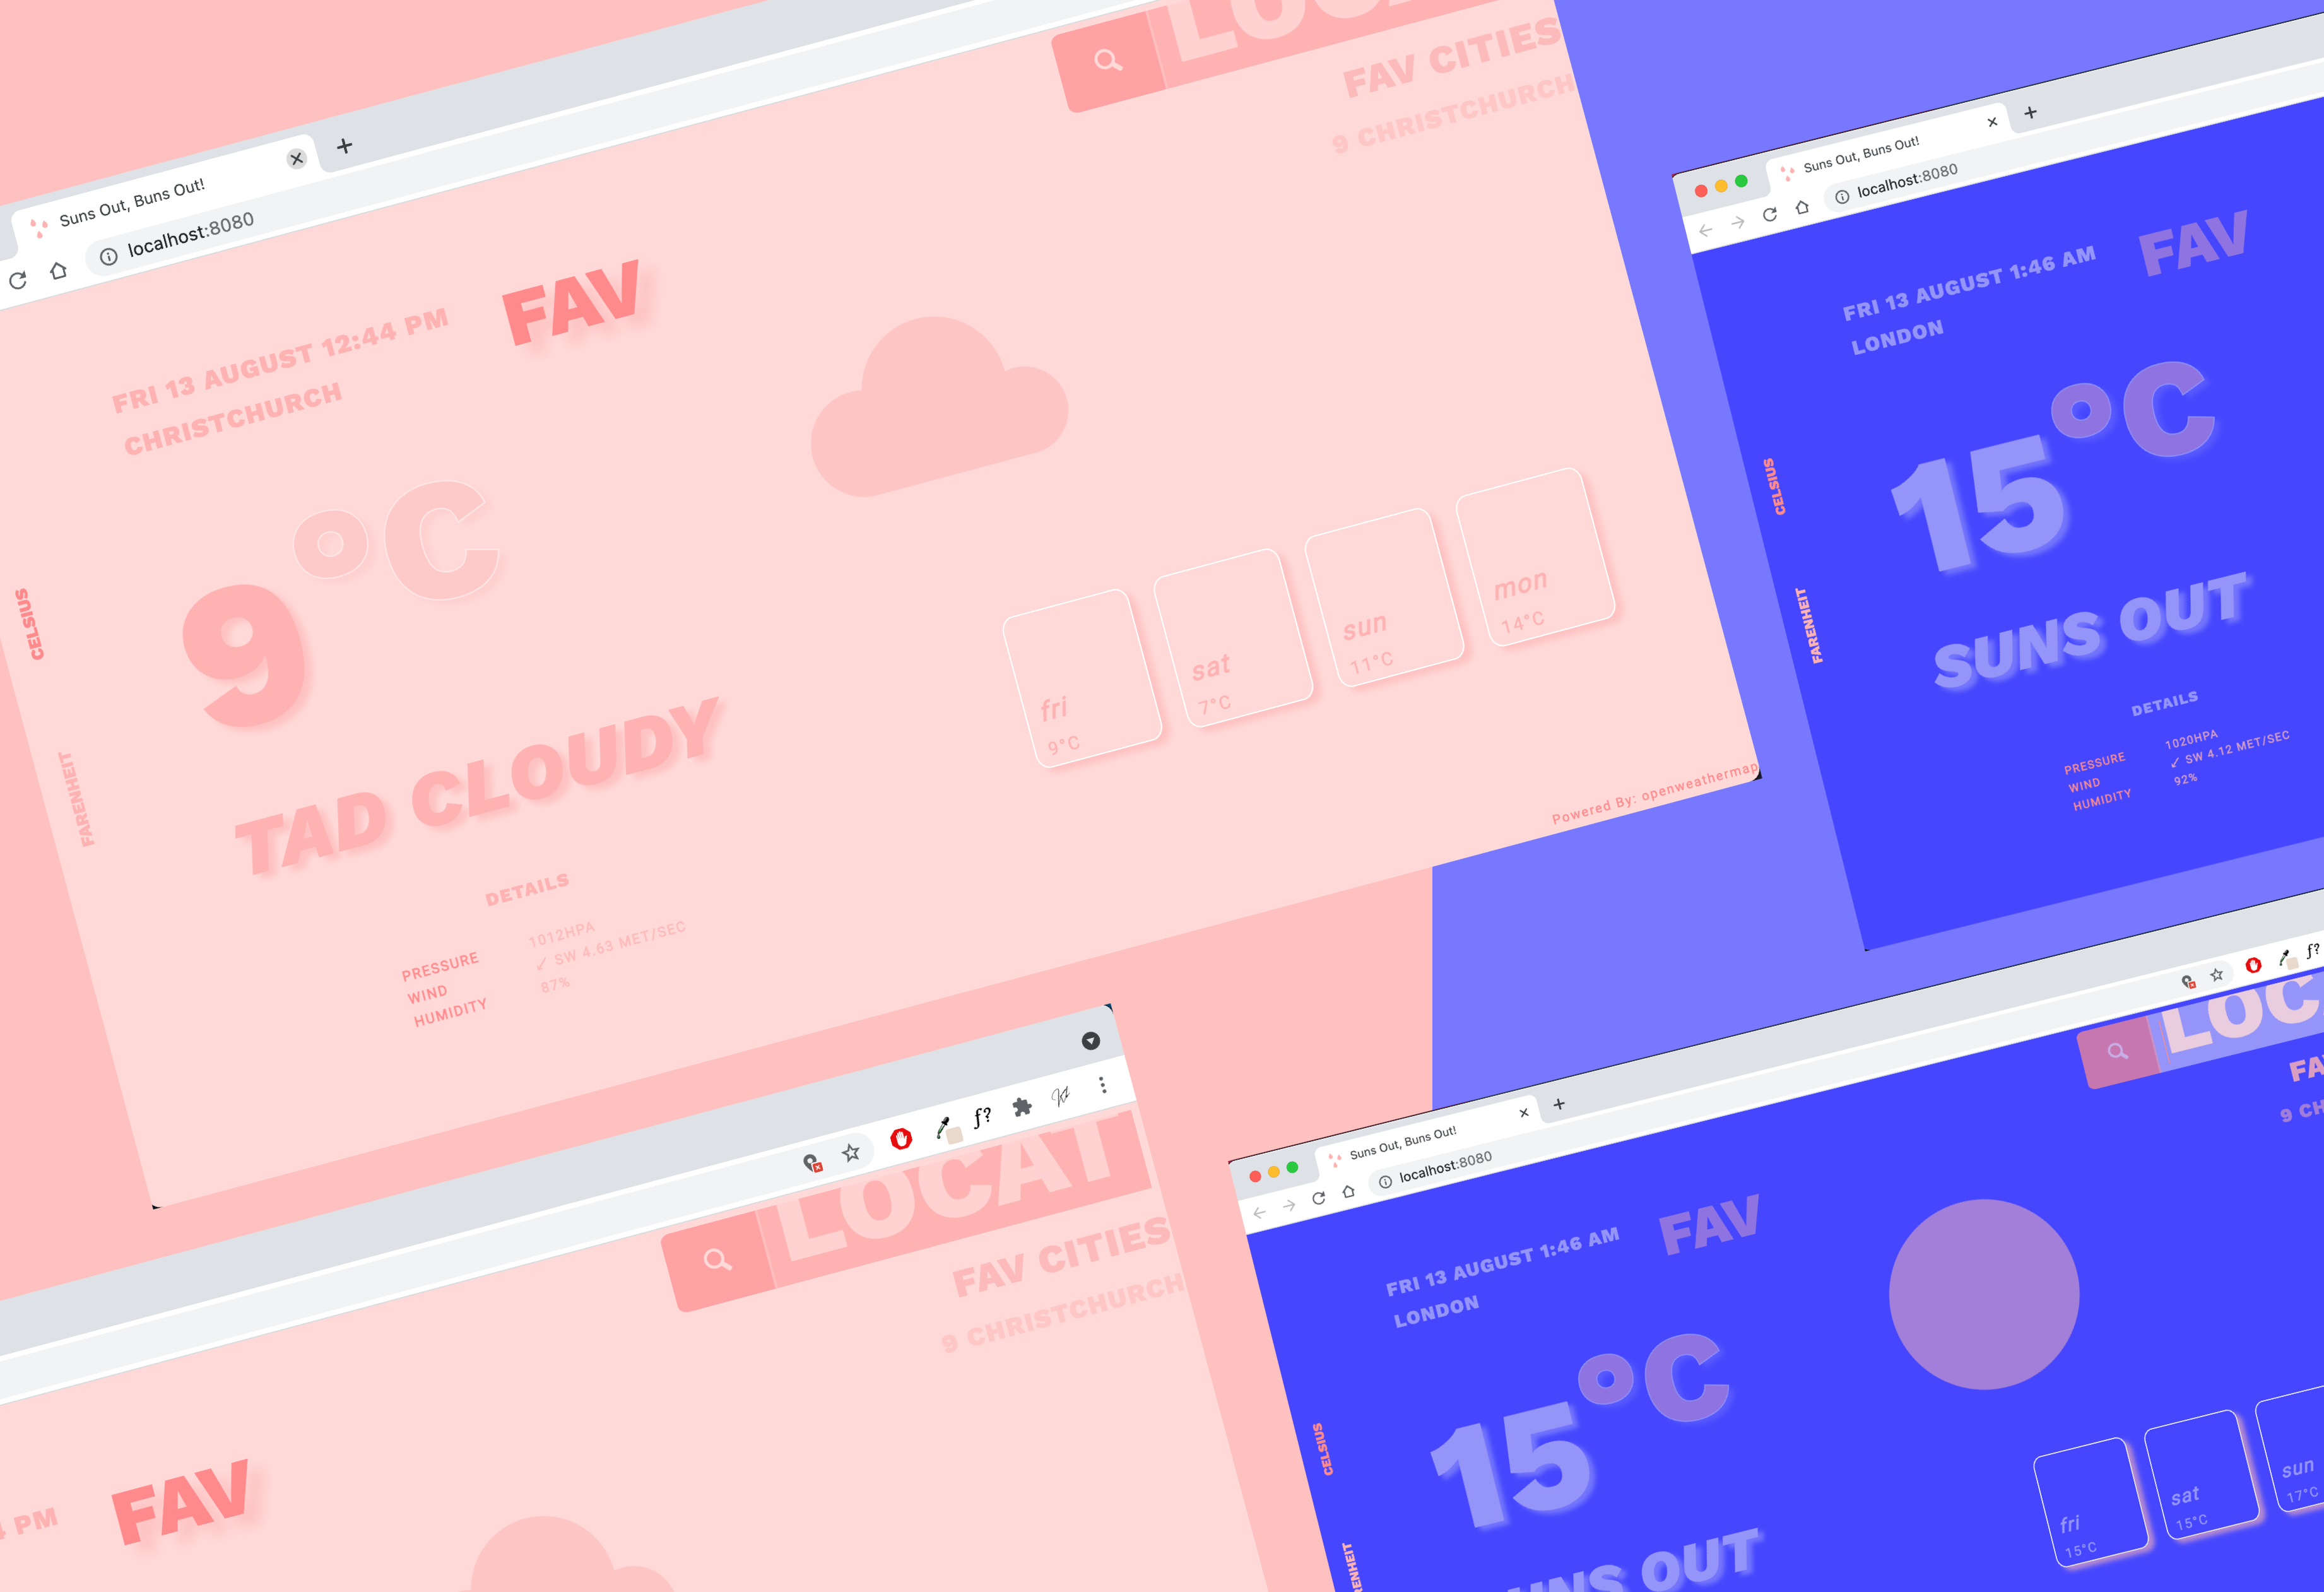 LOCA
FAV CITIES
9 CHRISTCHURCH
Suns Out, Buns Out!
localhost:8080
FRI 13 AUGUST 12:44 PM
FAV
CHRISTCHURCH
9°C
CELSIUS
FARENHEIT
TAD CLOUDY
fri
9°C
sat
7°C
sun
11°C
mon
14°C
Powered By: openweathermap
DETAILS
PRESSURE 1012HPA
WIND ↙ SW 4.63 MET/SEC
HUMIDITY 87%
Suns Out, Buns Out!
localhost:8080
FRI 13 AUGUST 1:46 AM
FAV
LONDON
15°C
CELSIUS
FARENHEIT
SUNS OUT
DETAILS
PRESSURE 1020HPA
WIND ↙ SW 4.12 MET/SEC
HUMIDITY 92%
f?
LOCAT
FAV CITIES
9 CHRISTCHURCH
4 PM
FAV
f?
LOC
FA
9 CH
Suns Out, Buns Out!
localhost:8080
FRI 13 AUGUST 1:46 AM
FAV
LONDON
15°C
CELSIUS
RENHEIT
UNS OUT
fri
15°C
sat
15°C
sun
17°C